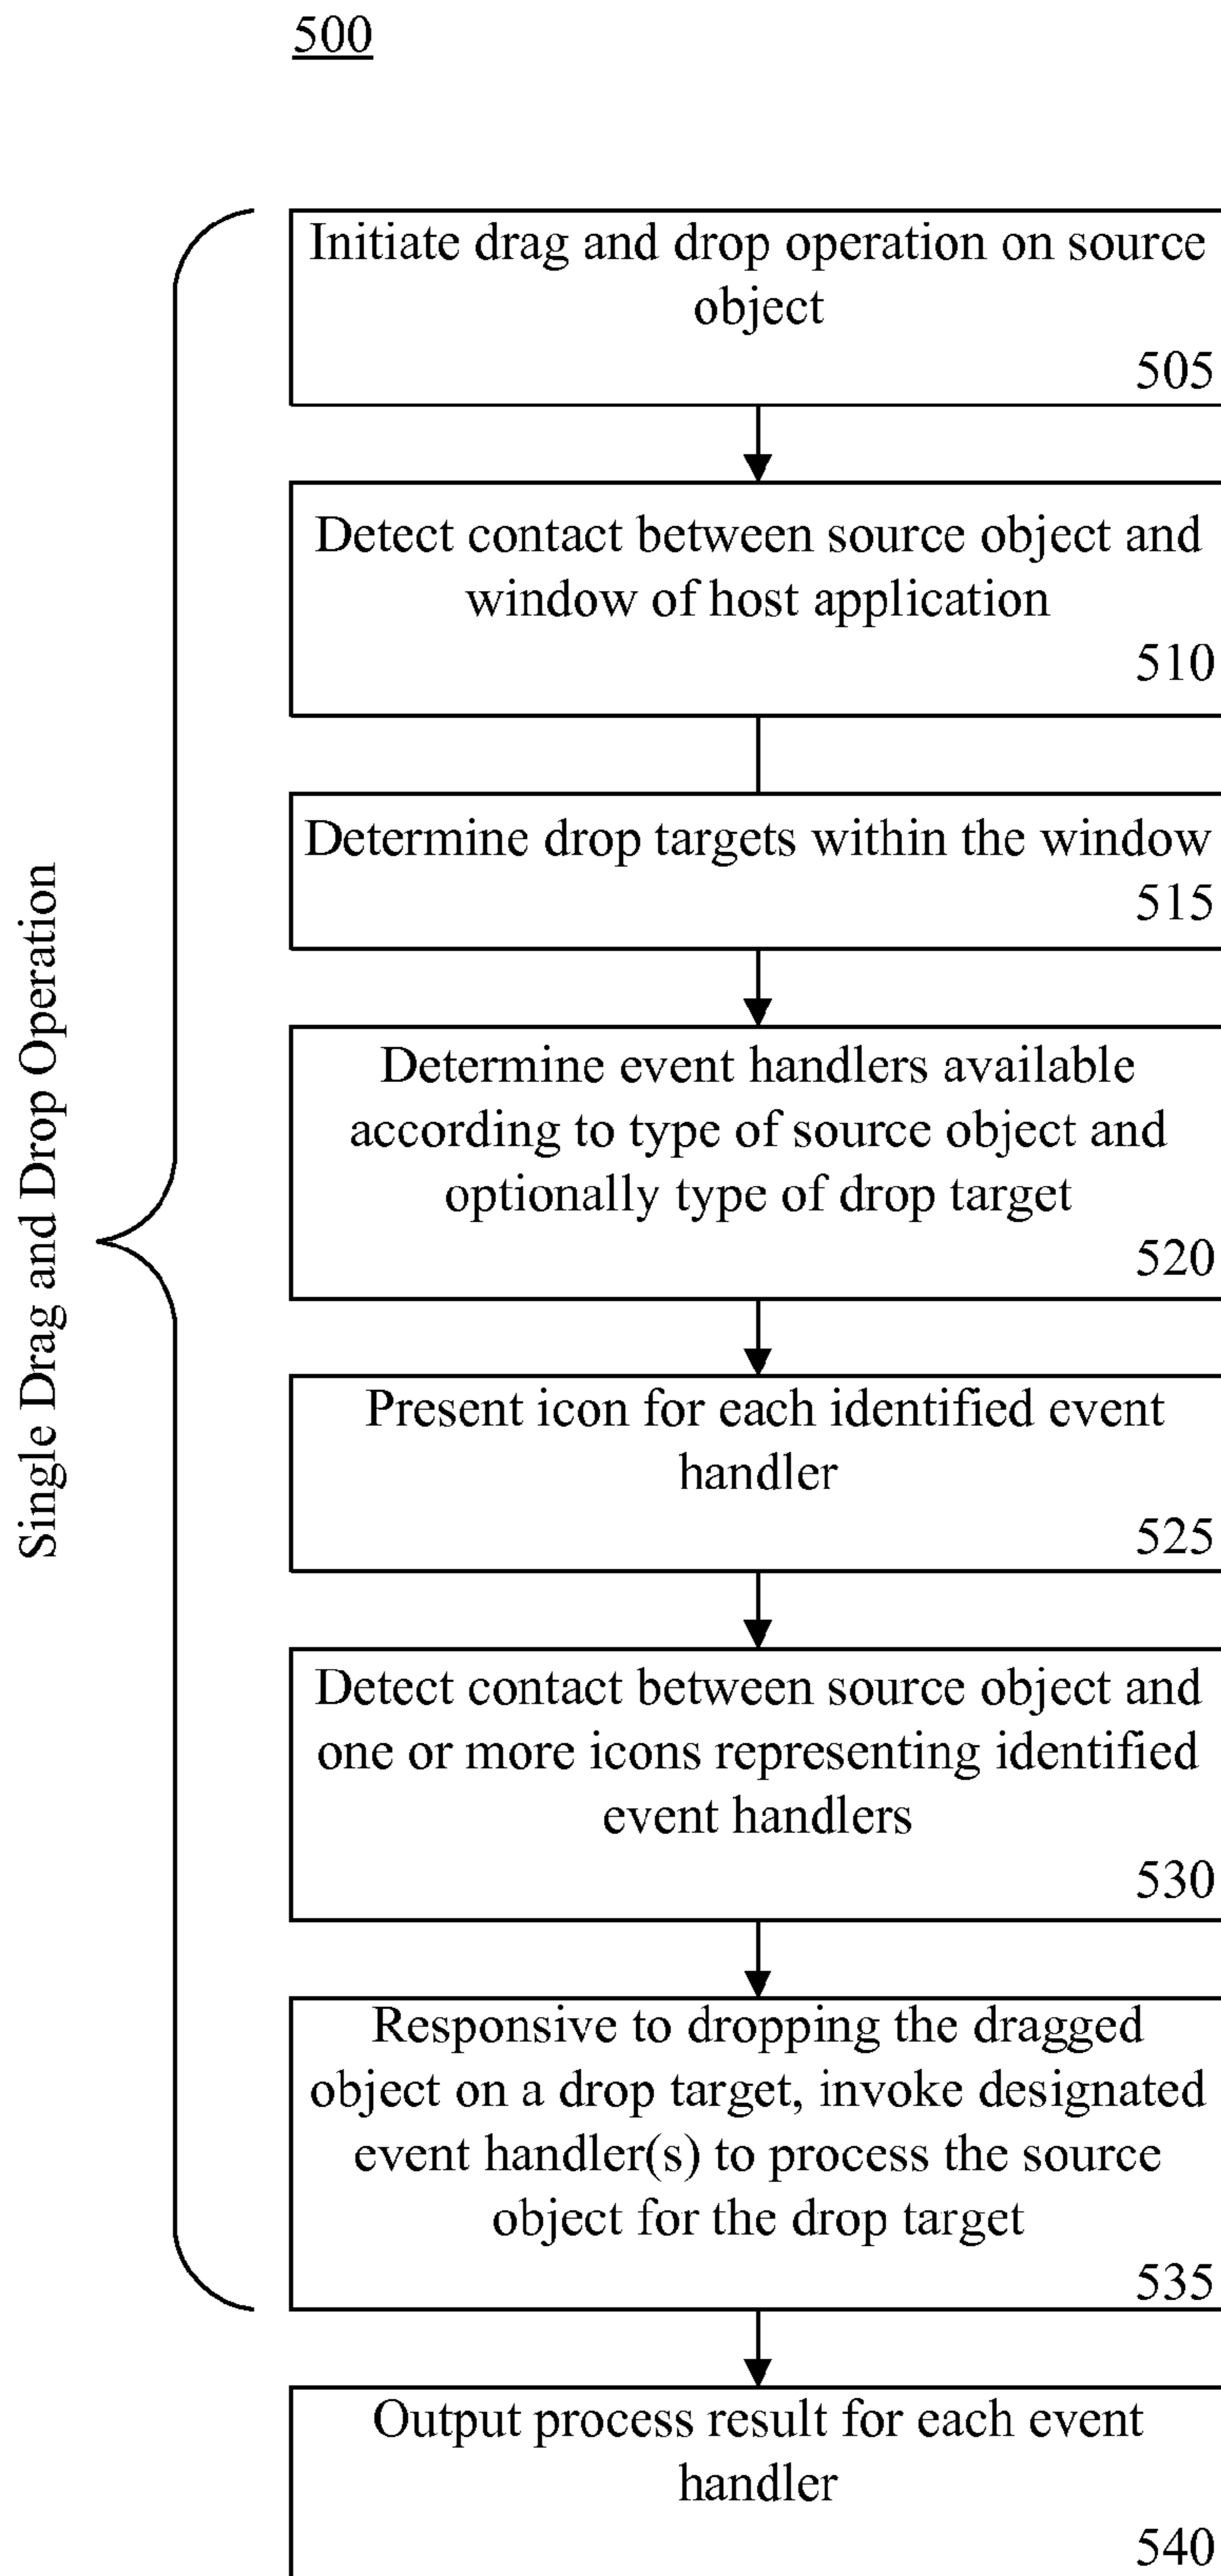 500
Initiate drag and drop operation on source
object
505
Detect contact between source object and
window of host application
510
Determine drop targets within the window
515
Determine event handlers available
according to type of source object and
optionally type of drop target
520
Present icon for each identified event
handler
525
Detect contact between source object and
one or more icons representing identified
event handlers
530
Responsive to dropping the dragged
object on a drop target, invoke designated
event handler(s) to process the source
object for the drop target
535
Output process result for each event
handler
540
Single Drag and Drop Operation